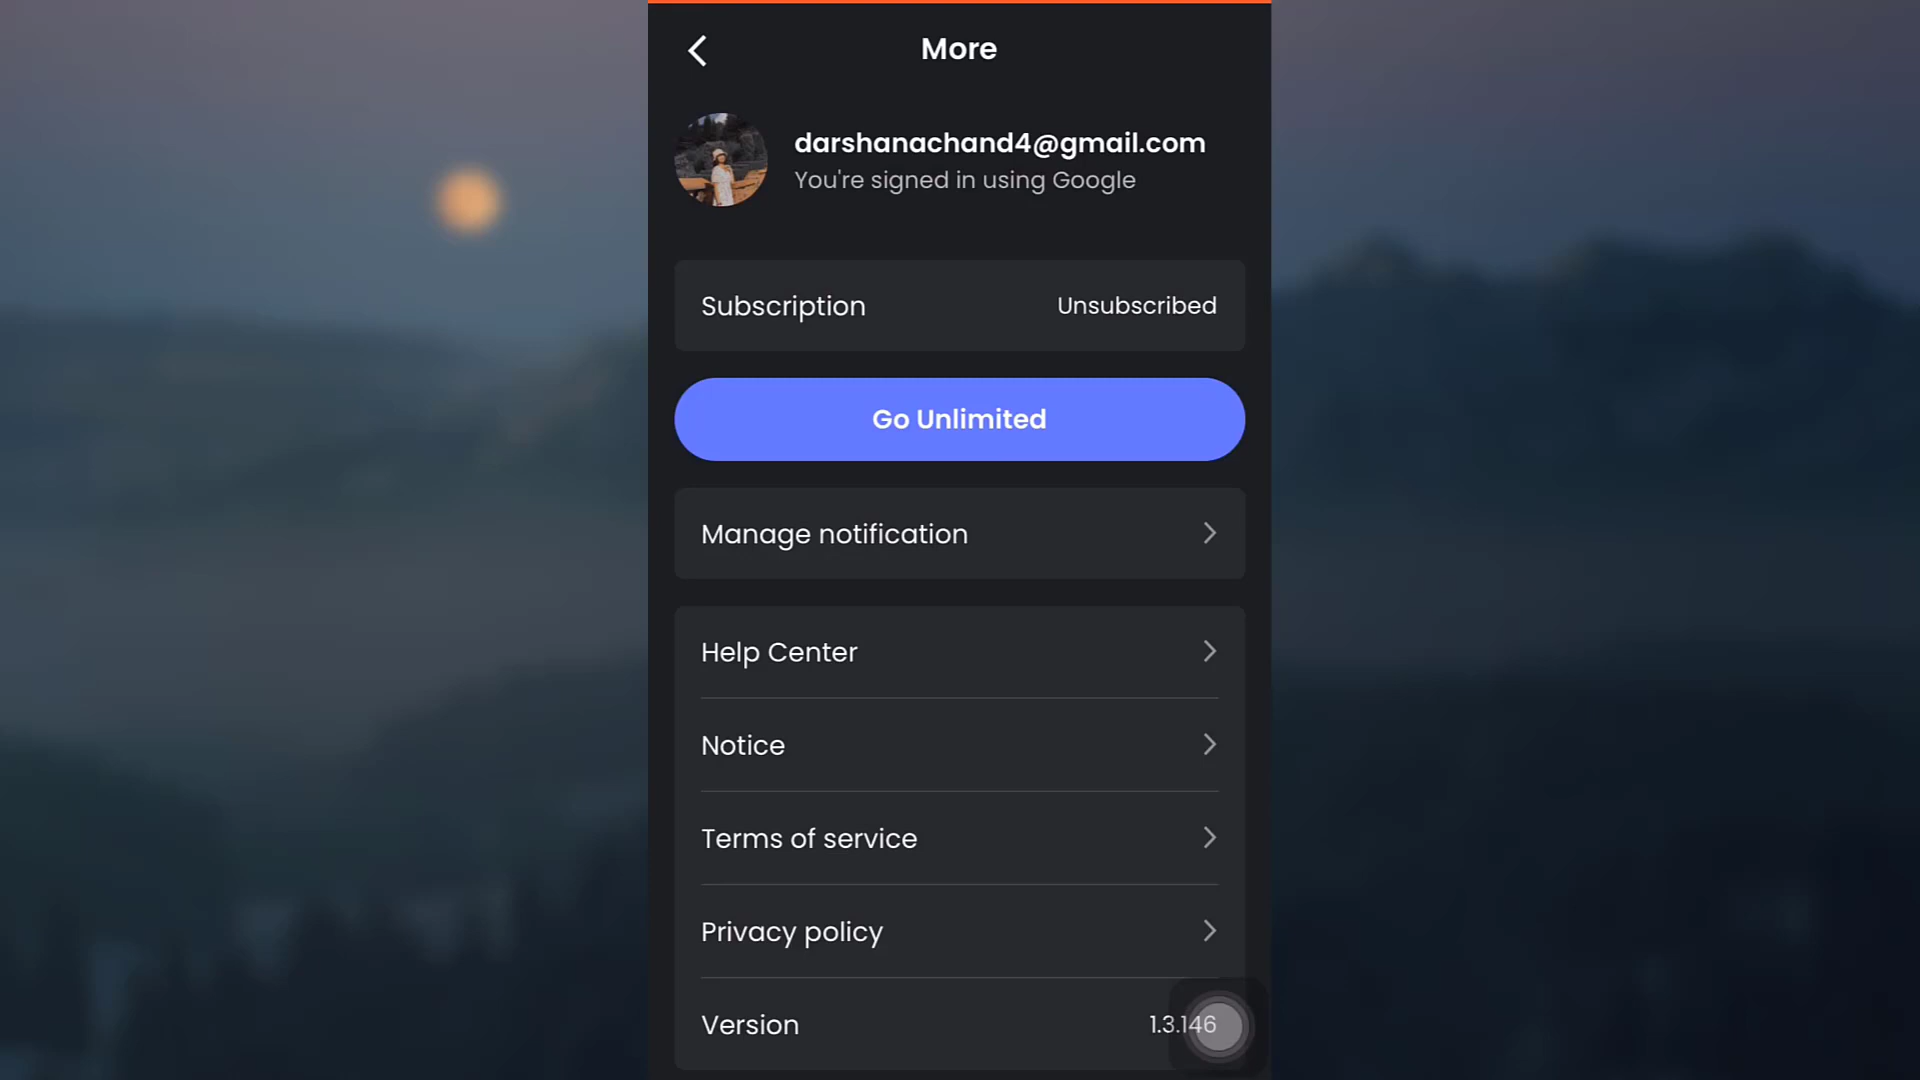 More
darshanachand4@gmail.com
You're signed in using Google
Subscription Unsubscribed
Go Unlimited
Manage notification
Help Center
Notice
Terms of service
Privacy policy
Version 1.3.146